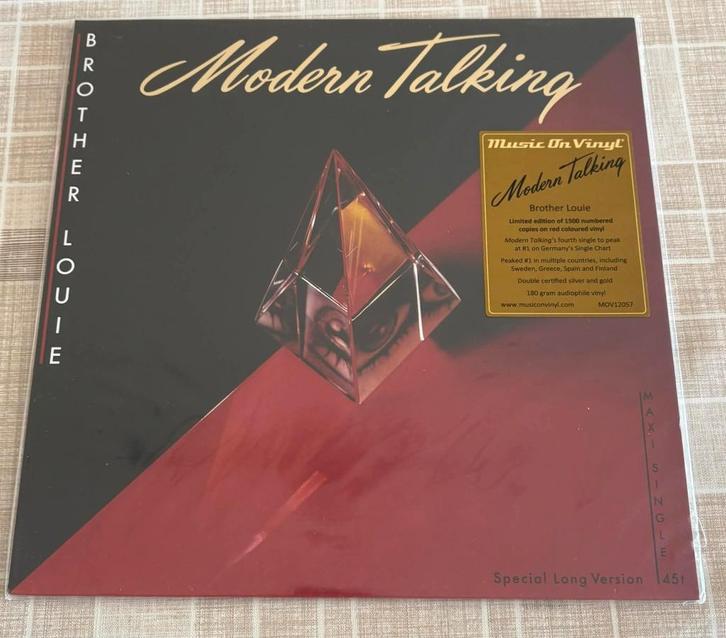 BROTHER LOUIE
Modern Talking
Music On Vinyl
Modern Talking
Brother Louie
Limited edition of 1500 numbered
copies on red coloured vinyl
Modern Talking's fourth single to peak
at #1 on Germany's Single Chart
Peaked #1 in multiple countries, including
Sweden, Greece, Spain and Finland
Double certified silver and gold
180 gram audiophile vinyl
www.musiconvinyl.com MOV12057
MAXI SINGLE
Special Long Version 45t